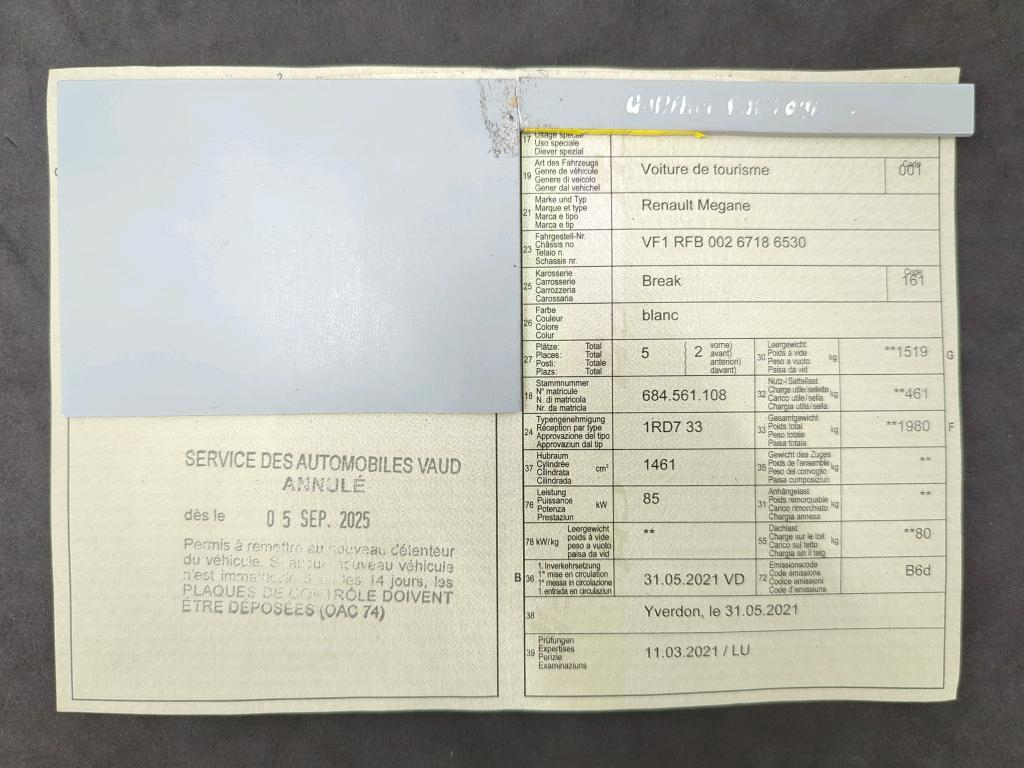 SERVICE DES AUTOMOBILES VAUD
ANNULÉ
dès le 05 SEP. 2025
Permis à remettre au nouveau détenteur
du véhicule. Si aucun nouveau véhicule
n'est immatriculé dans les 14 jours, les
PLAQUES DE CONTRÔLE DOIVENT
ÊTRE DÉPOSÉES (OAC 74)
17 Usage spécial
Uso speciale
Diever spezial
19 Art des Fahrzeugs
Genre de véhicule
Genere di veicolo
Gener dal vehichel
Voiture de tourisme
Code
001
21 Marke und Typ
Marque et type
Marca e tipo
Marca e tip
Renault Megane
23 Fahrgestell-Nr.
Châssis no
Telaio n.
Schassis nr.
VF1 RFB 002 6718 6530
25 Karosserie
Carrosserie
Carrozzeria
Carossaria
Break
Code
161
26 Farbe
Couleur
Colore
Colur
blanc
27 Plätze: Total
Places: Total
Posti: Totale
Plazs: Total
5 ( 2 vorne)
avant)
anteriori)
davant)
30 Leergewicht
Poids à vide kg
Peso a vuoto
Paisa da vid
**1519 G
18 Stammnummer
N° matricule
N. di matricola
Nr. da matricla
684.561.108
32 Nutz-/Sattellast
Charge utile/sellette kg
Carico utile/sella
Chargia utila/sella
**461
24 Typengenehmigung
Réception par type
Approvazione del tipo
Approvaziun dal tip
1RD7 33
33 Gesamtgewicht
Poids total kg
Peso totale
Paisa totala
**1980 F
37 Hubraum
Cylindrée cm³
Cilindrata
Cilindrada
1461
35 Gewicht des Zuges
Poids de l'ensemble kg
Peso del convoglio
Paisa cumposiziun
**
76 Leistung
Puissance kW
Potenza
Prestaziun
85
31 Anhängelast
Poids remorquable kg
Carico rimorchiato
Chargia annexa
**
78 kW/kg Leergewicht
poids à vide
peso a vuoto
paisa da vid
**
55 Dachlast
Charge sur le toit kg
Carico sul tetto
Chargia sin il tetg
**80
B 36 1. Inverkehrsetzung
1re mise en circulation
1a messa in circolazione
1. entrada en circulaziun
31.05.2021 VD
72 Emissionscode
Code émissions
Codice emissioni
Code d'emissiuns
B6d
38 Yverdon, le 31.05.2021
39 Prüfungen
Expertises
Perizie
Examinaziuns
11.03.2021 / LU